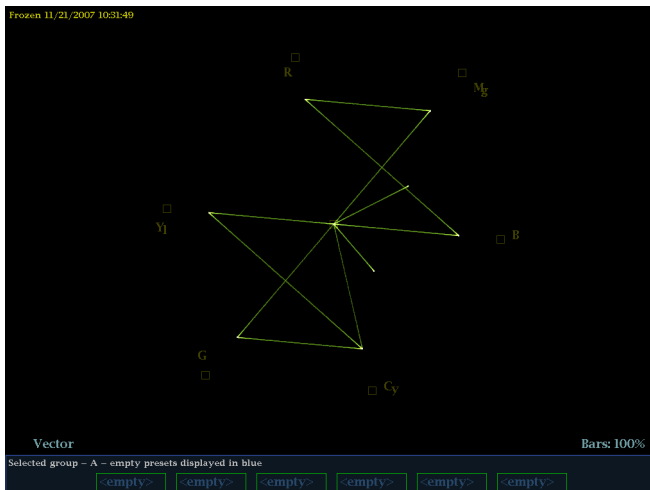 Frozen 11/21/2007 10:31:49
R
Mg
Yl
B
G
Cy
Vector
Bars: 100%
Selected group – A – empty presets displayed in blue
<empty> <empty> <empty> <empty> <empty> <empty>